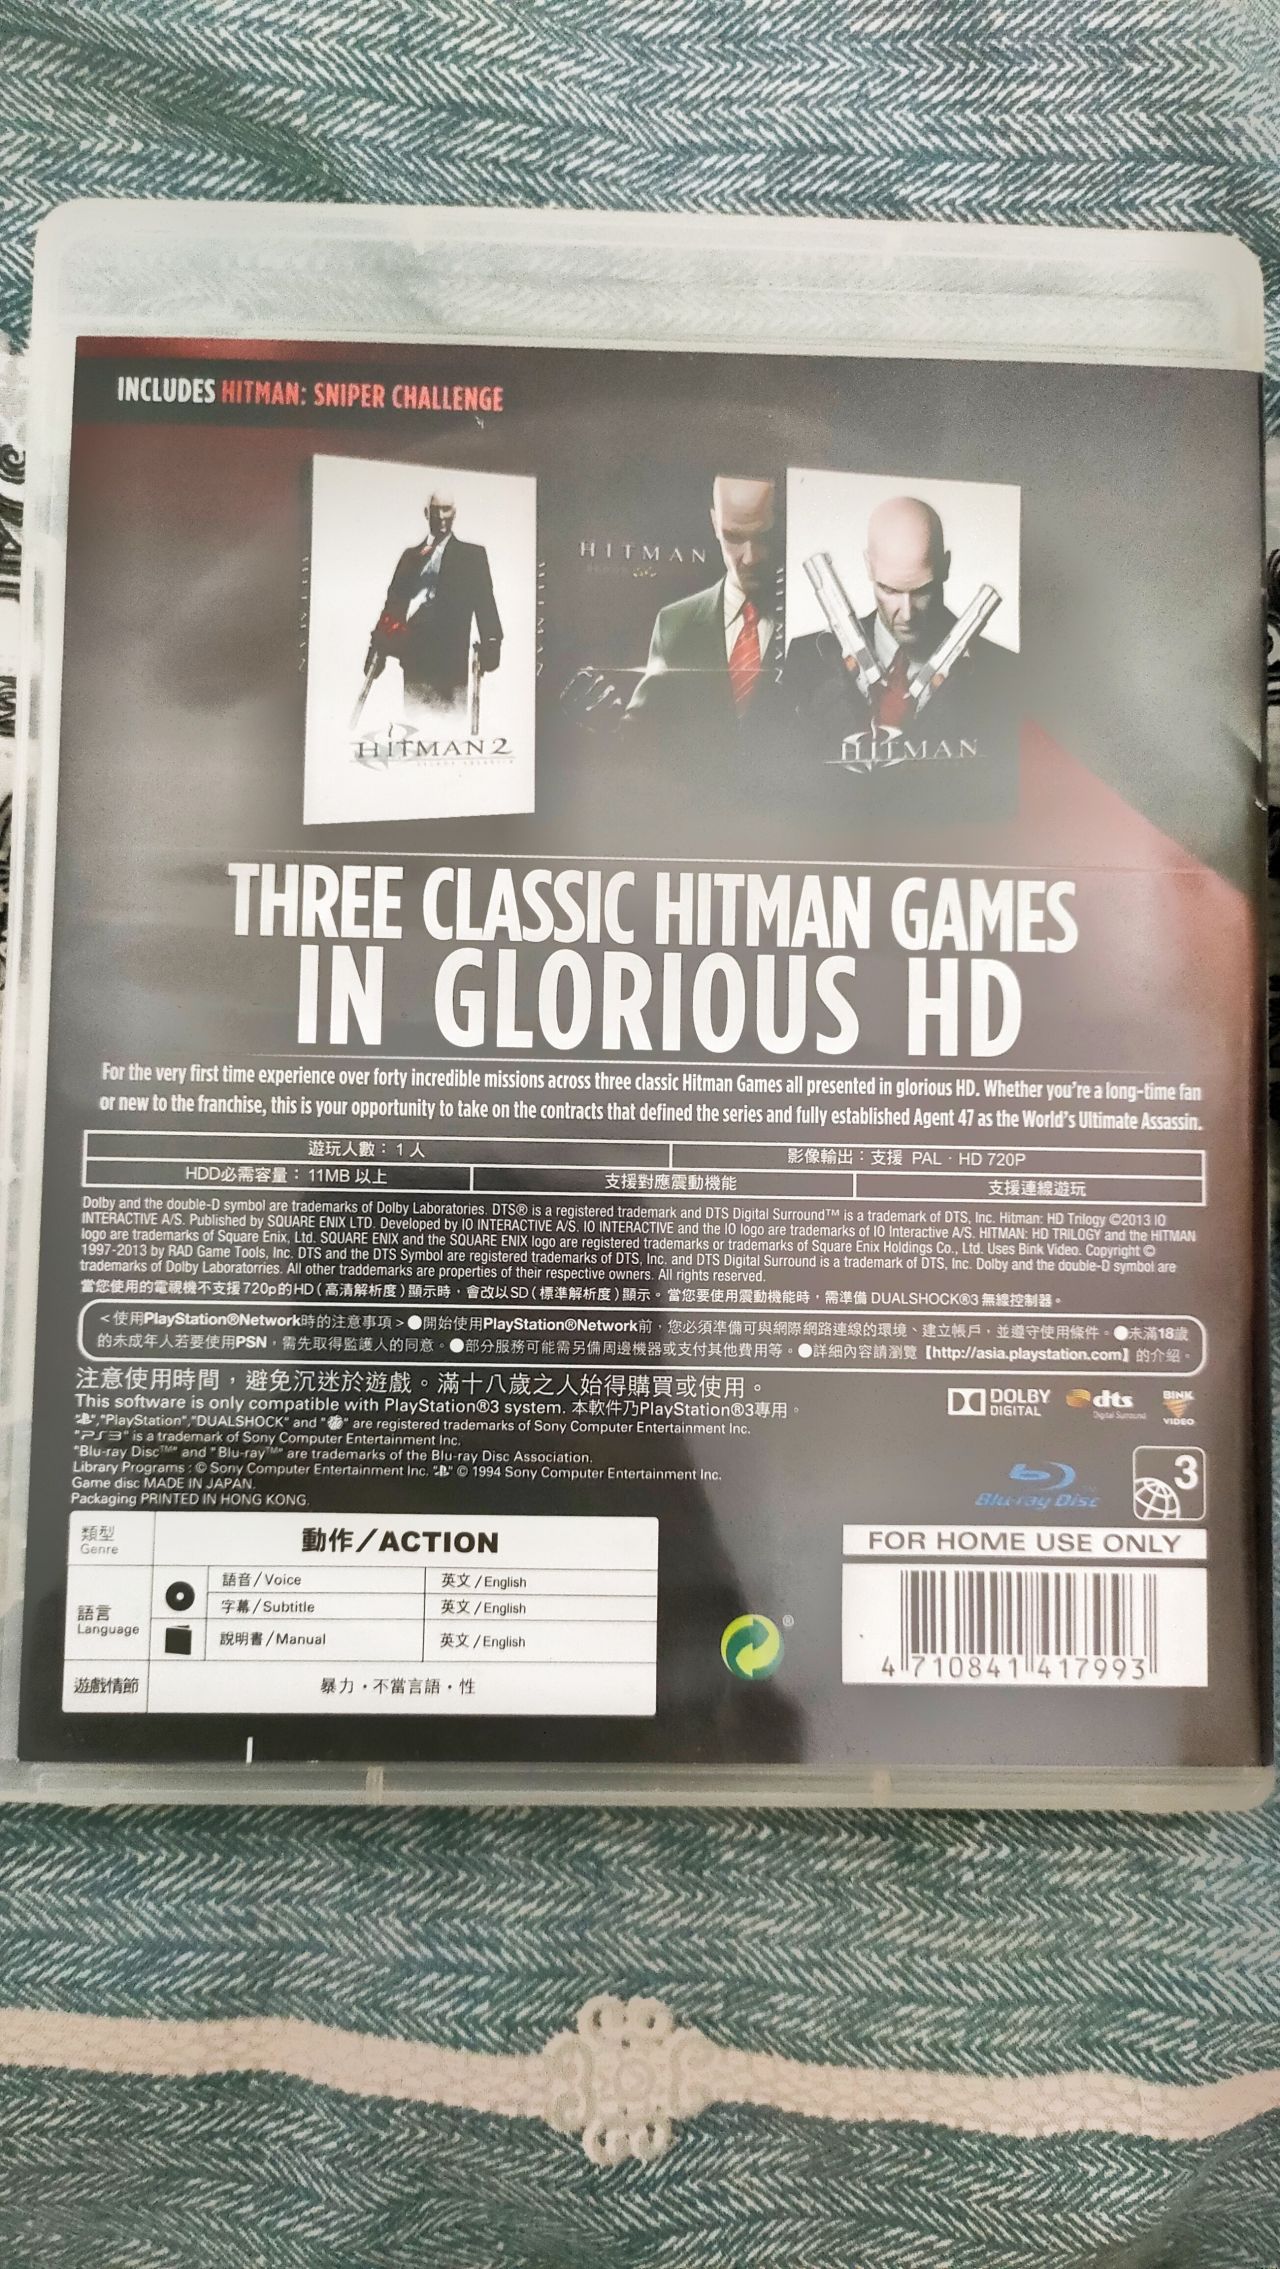 INCLUDES HITMAN: SNIPER CHALLENGE
HITMAN 2
HITMAN
HITMAN
THREE CLASSIC HITMAN GAMES
IN GLORIOUS HD
For the very first time experience over forty incredible missions across three classic Hitman Games all presented in glorious HD. Whether you're a long-time fan
or new to the franchise, this is your opportunity to take on the contracts that defined the series and fully established Agent 47 as the World's Ultimate Assassin.
遊玩人數：1 人
影像輸出：支援 PAL · HD 720P
HDD必需容量：11MB 以上
支援對應震動機能
支援連線遊玩
Dolby and the double-D symbol are trademarks of Dolby Laboratories. DTS® is a registered trademark and DTS Digital Surround™ is a trademark of DTS, Inc. Hitman: HD Trilogy ©2013 IO
INTERACTIVE A/S. Published by SQUARE ENIX LTD. Developed by IO INTERACTIVE A/S. IO INTERACTIVE and the IO logo are trademarks of IO Interactive A/S. HITMAN: HD TRILOGY and the HITMAN
logo are trademarks of Square Enix, Ltd. SQUARE ENIX and the SQUARE ENIX logo are registered trademarks or trademarks of Square Enix Holdings Co., Ltd. Uses Bink Video. Copyright ©
1997-2013 by RAD Game Tools, Inc. DTS and the DTS Symbol are registered trademarks of DTS, Inc. and DTS Digital Surround is a trademark of DTS, Inc. Dolby and the double-D symbol are
trademarks of Dolby Laboratorries. All other traddemarks are properties of their respective owners. All rights reserved.
當您使用的電視機不支援720p的HD（高清解析度）顯示時，會改以SD（標準解析度）顯示。當您要使用震動機能時，需準備 DUALSHOCK®3 無線控制器。
＜使用PlayStation®Network時的注意事項＞●開始使用PlayStation®Network前，您必須準備可與網際網路連線的環境、建立帳戶，並遵守使用條件。●未滿18歲
的未成年人若要使用PSN，需先取得監護人的同意。●部分服務可能需另備周邊機器或支付其他費用等。●詳細內容請瀏覽【http://asia.playstation.com】的介紹。
注意使用時間，避免沉迷於遊戲。滿十八歲之人始得購買或使用。
This software is only compatible with PlayStation®3 system. 本軟件乃PlayStation®3專用。
"","PlayStation","DUALSHOCK" and "" are registered trademarks of Sony Computer Entertainment Inc.
"PS3" is a trademark of Sony Computer Entertainment Inc.
"Blu-ray Disc™" and "Blu-ray™" are trademarks of the Blu-ray Disc Association.
Library Programs : © Sony Computer Entertainment Inc. "" © 1994 Sony Computer Entertainment Inc.
Game disc MADE IN JAPAN.
Packaging PRINTED IN HONG KONG.
DOLBY
DIGITAL
dts
Digital Surround
BINK
VIDEO
Blu-ray Disc
3
類型
Genre
動作／ACTION
語言
Language
語音／Voice
英文／English
字幕／Subtitle
英文／English
說明書／Manual
英文／English
遊戲情節
暴力・不當言語・性
®
FOR HOME USE ONLY
4 710841 417993